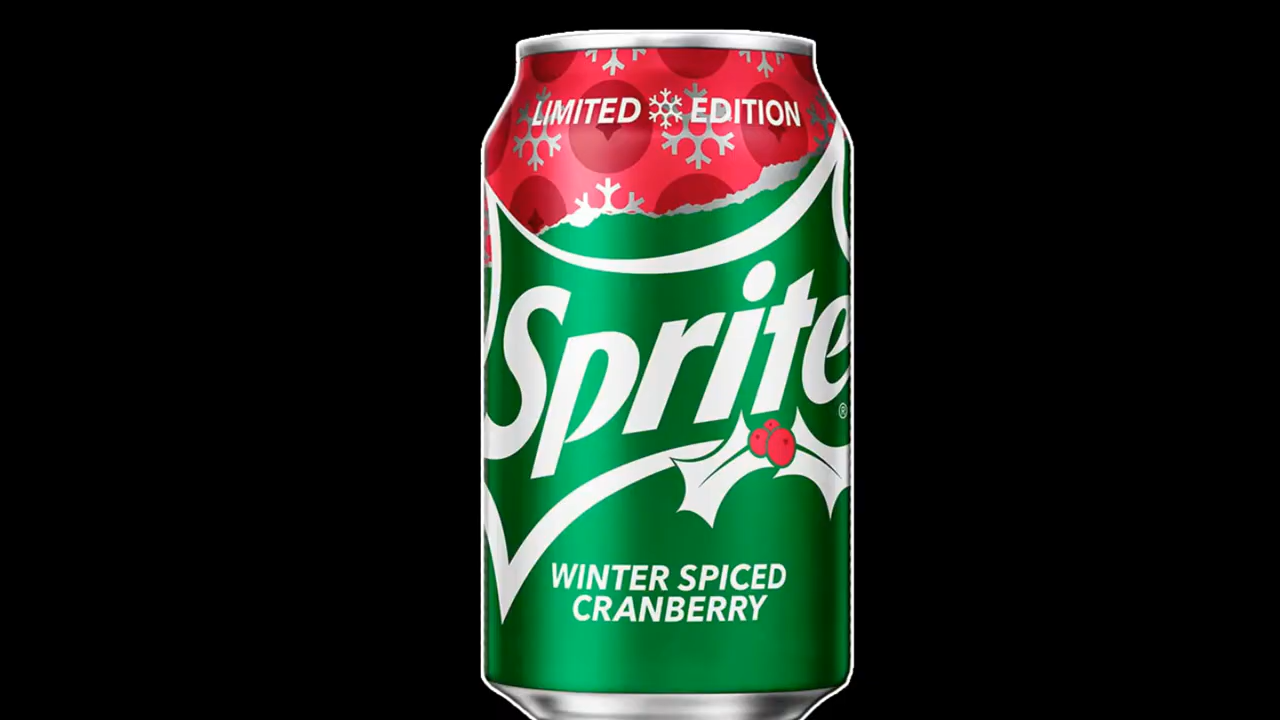 LIMITED EDITION
Sprite
®
WINTER SPICED
CRANBERRY